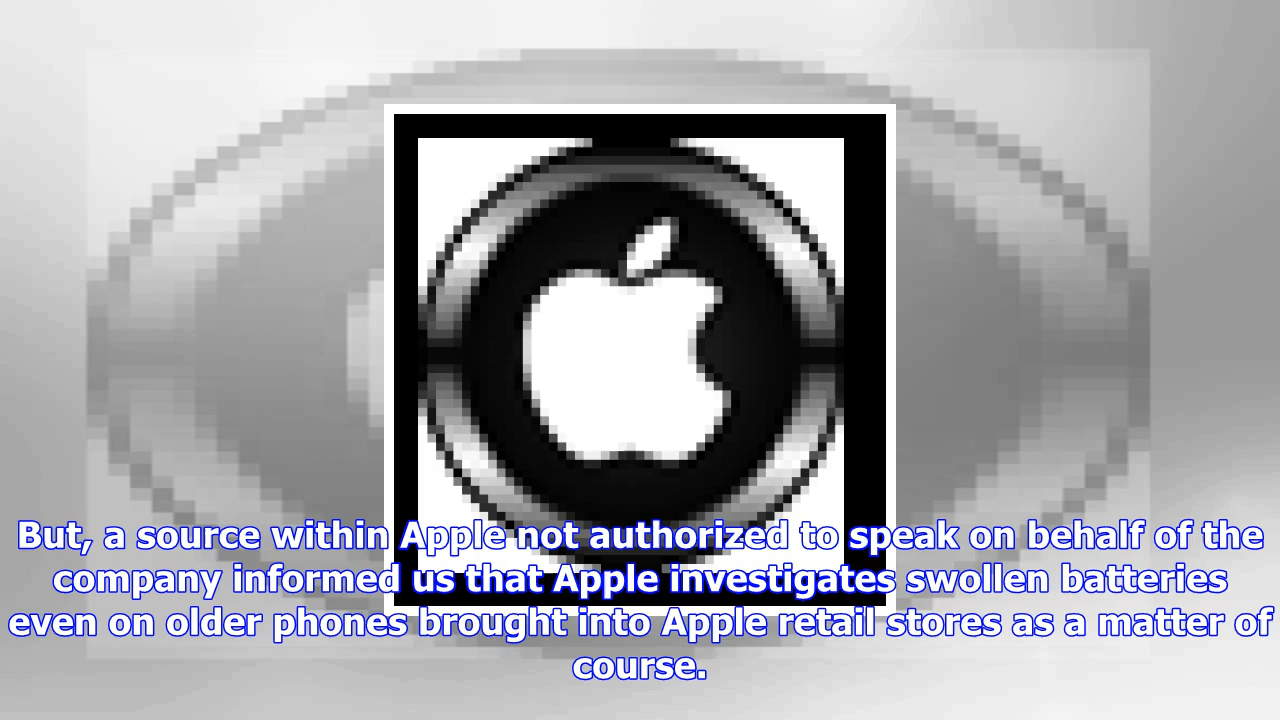 But, a source within Apple not authorized to speak on behalf of the
company informed us that Apple investigates swollen batteries
even on older phones brought into Apple retail stores as a matter of
course.